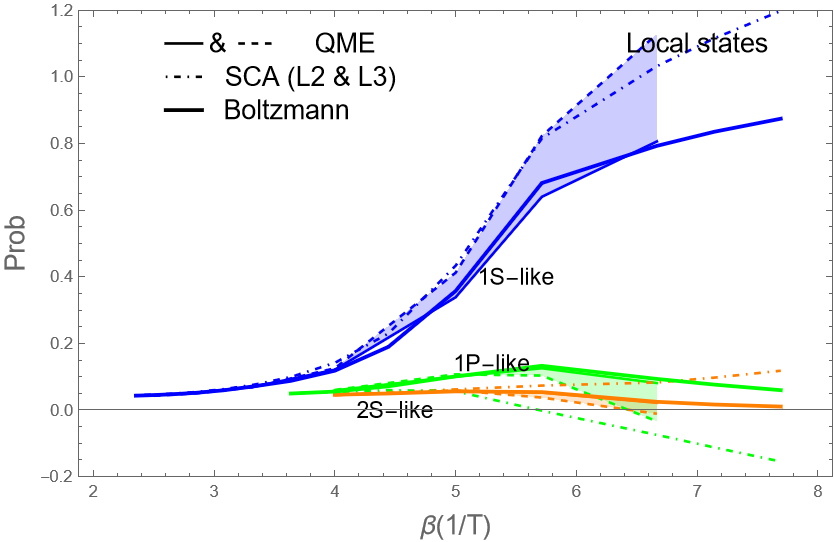 1.2
1.0
0.8
0.6
0.4
0.2
0.0
−0.2
Prob
& QME
SCA (L2 & L3)
Boltzmann
Local states
1S−like
1P−like
2S−like
2 3 4 5 6 7 8
β(1/T)